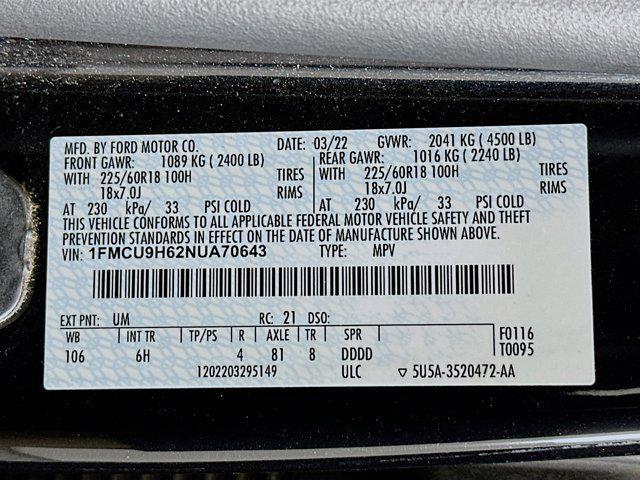 MFD. BY FORD MOTOR CO. DATE: 03/22 GVWR: 2041 KG ( 4500 LB)
FRONT GAWR: 1089 KG ( 2400 LB) REAR GAWR: 1016 KG ( 2240 LB)
WITH 225/60R18 100H TIRES WITH 225/60R18 100H TIRES
18x7.0J RIMS 18x7.0J RIMS
AT 230 kPa/ 33 PSI COLD AT 230 kPa/ 33 PSI COLD
THIS VEHICLE CONFORMS TO ALL APPLICABLE FEDERAL MOTOR VEHICLE SAFETY AND THEFT
PREVENTION STANDARDS IN EFFECT ON THE DATE OF MANUFACTURE SHOWN ABOVE.
VIN: 1FMCU9H62NUA70643 TYPE: MPV
EXT PNT: UM RC: 21 DSO:
WB INT TR TP/PS R AXLE TR SPR F0116
106 6H 4 81 8 DDDD T0095
1202203295149 ULC ▽ 5U5A-3520472-AA